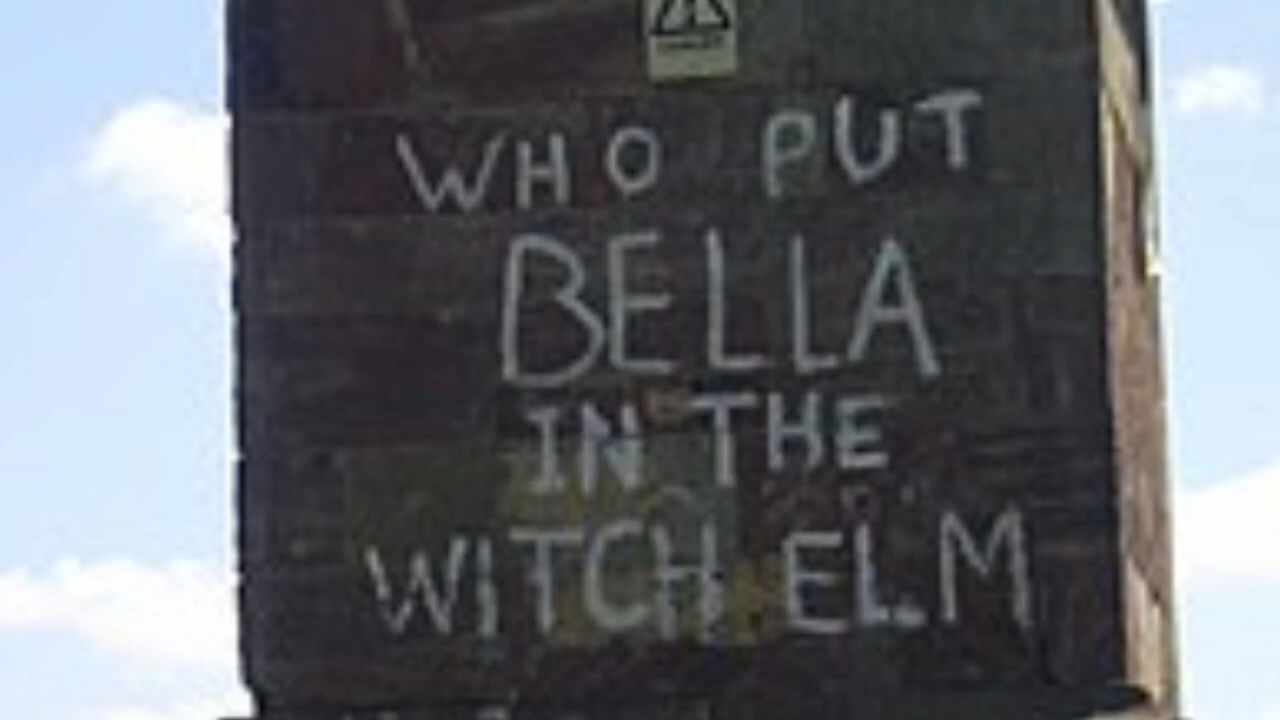 WHO PUT
BELLA
IN THE
WITCH ELM